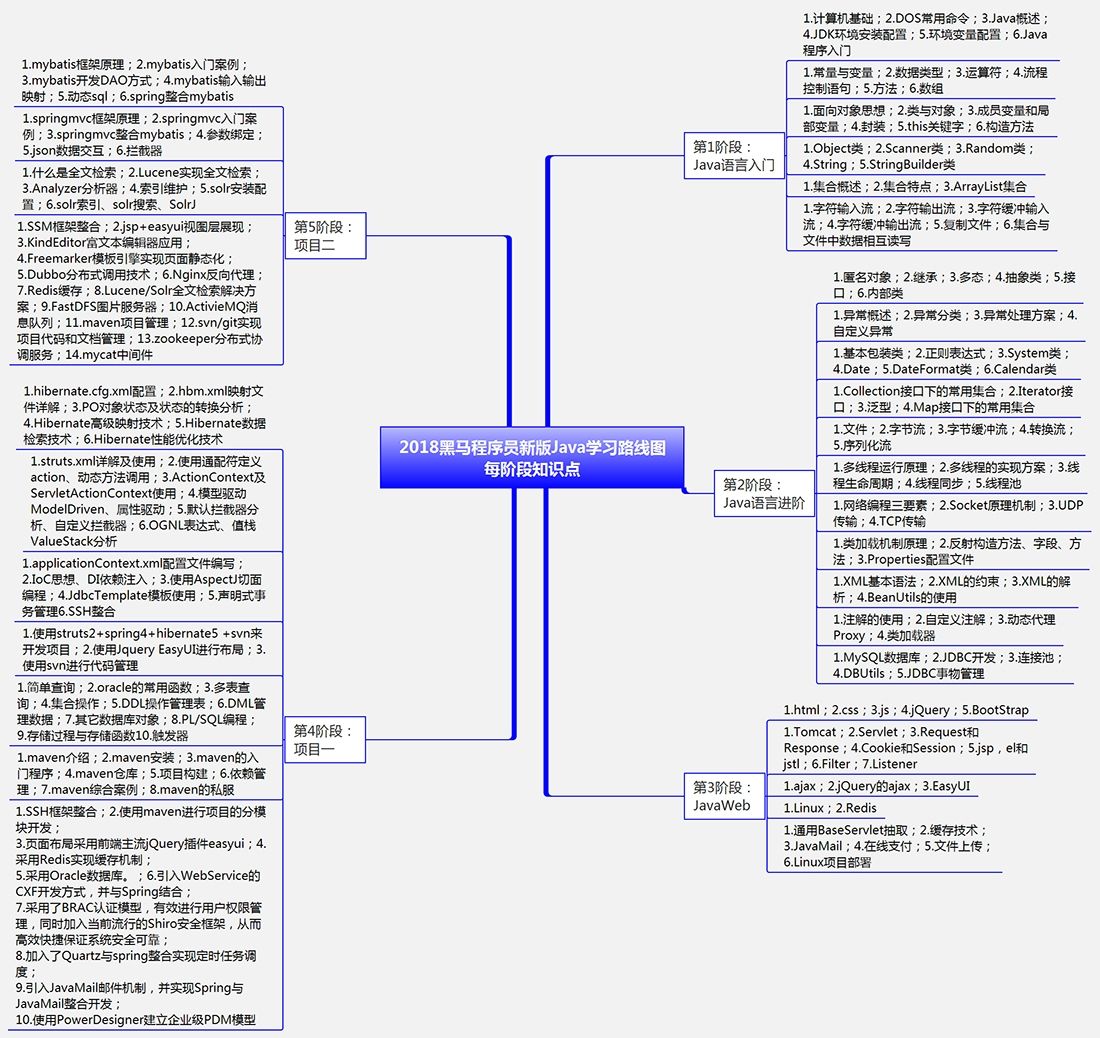 2018黑马程序员新版Java学习路线图
每阶段知识点
第1阶段：
Java语言入门
1.计算机基础；2.DOS常用命令；3.Java概述；
4.JDK环境安装配置；5.环境变量配置；6.Java
程序入门
1.常量与变量；2.数据类型；3.运算符；4.流程
控制语句；5.方法；6.数组
1.面向对象思想；2.类与对象；3.成员变量和局
部变量；4.封装；5.this关键字；6.构造方法
1.Object类；2.Scanner类；3.Random类；
4.String；5.StringBuilder类
1.集合概述；2.集合特点；3.ArrayList集合
1.字符输入流；2.字符输出流；3.字符缓冲输入
流；4.字符缓冲输出流；5.复制文件；6.集合与
文件中数据相互读写
第2阶段：
Java语言进阶
1.匿名对象；2.继承；3.多态；4.抽象类；5.接
口；6.内部类
1.异常概述；2.异常分类；3.异常处理方案；4.
自定义异常
1.基本包装类；2.正则表达式；3.System类；
4.Date；5.DateFormat类；6.Calendar类
1.Collection接口下的常用集合；2.Iterator接
口；3.泛型；4.Map接口下的常用集合
1.文件；2.字节流；3.字节缓冲流；4.转换流；
5.序列化流
1.多线程运行原理；2.多线程的实现方案；3.线
程生命周期；4.线程同步；5.线程池
1.网络编程三要素；2.Socket原理机制；3.UDP
传输；4.TCP传输
1.类加载机制原理；2.反射构造方法、字段、方
法；3.Properties配置文件
1.XML基本语法；2.XML的约束；3.XML的解
析；4.BeanUtils的使用
1.注解的使用；2.自定义注解；3.动态代理
Proxy；4.类加载器
1.MySQL数据库；2.JDBC开发；3.连接池；
4.DBUtils；5.JDBC事物管理
第3阶段：
JavaWeb
1.html；2.css；3.js；4.jQuery；5.BootStrap
1.Tomcat；2.Servlet；3.Request和
Response；4.Cookie和Session；5.jsp，el和
jstl；6.Filter；7.Listener
1.ajax；2.jQuery的ajax；3.EasyUI
1.Linux；2.Redis
1.通用BaseServlet抽取；2.缓存技术；
3.JavaMail；4.在线支付；5.文件上传；
6.Linux项目部署
第4阶段：
项目一
1.hibernate.cfg.xml配置；2.hbm.xml映射文
件详解；3.PO对象状态及状态的转换分析；
4.Hibernate高级映射技术；5.Hibernate数据
检索技术；6.Hibernate性能优化技术
1.struts.xml详解及使用；2.使用通配符定义
action、动态方法调用；3.ActionContext及
ServletActionContext使用；4.模型驱动
ModelDriven、属性驱动；5.默认拦截器分
析、自定义拦截器；6.OGNL表达式、值栈
ValueStack分析
1.applicationContext.xml配置文件编写；
2.IoC思想、DI依赖注入；3.使用AspectJ切面
编程；4.JdbcTemplate模板使用；5.声明式事
务管理6.SSH整合
1.使用struts2+spring4+hibernate5 +svn来
开发项目；2.使用Jquery EasyUI进行布局；3.
使用svn进行代码管理
1.简单查询；2.oracle的常用函数；3.多表查
询；4.集合操作；5.DDL操作管理表；6.DML管
理数据；7.其它数据库对象；8.PL/SQL编程；
9.存储过程与存储函数10.触发器
1.maven介绍；2.maven安装；3.maven的入
门程序；4.maven仓库；5.项目构建；6.依赖管
理；7.maven综合案例；8.maven的私服
1.SSH框架整合；2.使用maven进行项目的分模
块开发；
3.页面布局采用前端主流jQuery插件easyui；4.
采用Redis实现缓存机制；
5.采用Oracle数据库。；6.引入WebService的
CXF开发方式，并与Spring结合；
7.采用了BRAC认证模型，有效进行用户权限管
理，同时加入当前流行的Shiro安全框架，从而
高效快捷保证系统安全可靠；
8.加入了Quartz与spring整合实现定时任务调
度；
9.引入JavaMail邮件机制，并实现Spring与
JavaMail整合开发；
10.使用PowerDesigner建立企业级PDM模型
第5阶段：
项目二
1.mybatis框架原理；2.mybatis入门案例；
3.mybatis开发DAO方式；4.mybatis输入输出
映射；5.动态sql；6.spring整合mybatis
1.springmvc框架原理；2.springmvc入门案
例；3.springmvc整合mybatis；4.参数绑定；
5.json数据交互；6.拦截器
1.什么是全文检索；2.Lucene实现全文检索；
3.Analyzer分析器；4.索引维护；5.solr安装配
置；6.solr索引、solr搜索、SolrJ
1.SSM框架整合；2.jsp+easyui视图层展现；
3.KindEditor富文本编辑器应用；
4.Freemarker模板引擎实现页面静态化；
5.Dubbo分布式调用技术；6.Nginx反向代理；
7.Redis缓存；8.Lucene/Solr全文检索解决方
案；9.FastDFS图片服务器；10.ActivieMQ消
息队列；11.maven项目管理；12.svn/git实现
项目代码和文档管理；13.zookeeper分布式协
调服务；14.mycat中间件